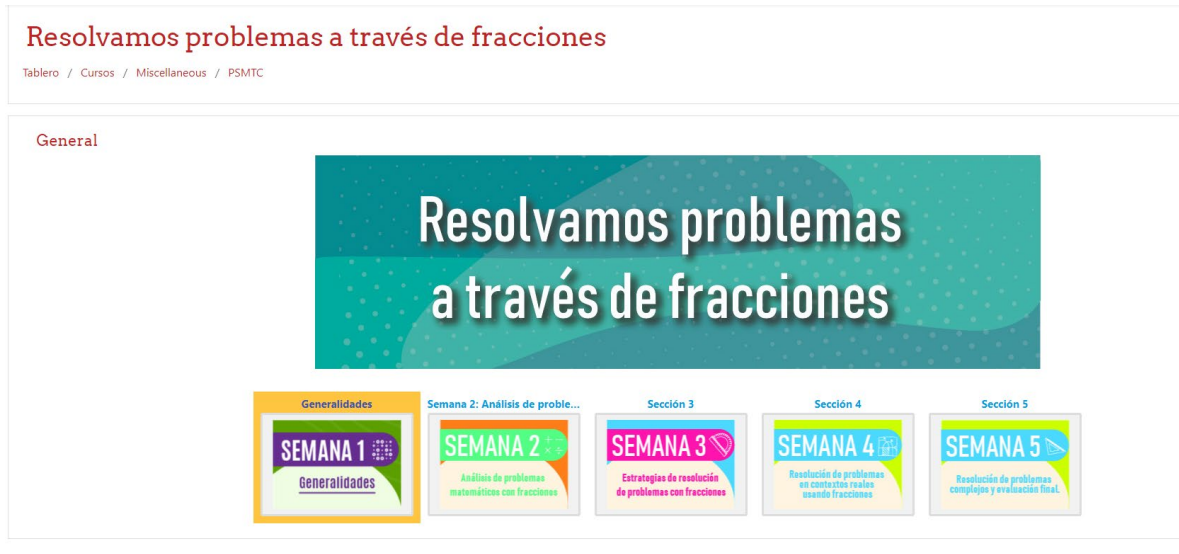 Resolvamos problemas a través de fracciones
Tablero / Cursos / Miscellaneous / PSMTC
General
Resolvamos problemas
a través de fracciones
Generalidades
SEMANA 1
Generalidades
Semana 2: Análisis de proble...
SEMANA 2
Análisis de problemas
matemáticos con fracciones
Sección 3
SEMANA 3
Estrategias de resolución
de problemas con fracciones
Sección 4
SEMANA 4
Resolución de problemas
en contextos reales
usando fracciones
Sección 5
SEMANA 5
Resolución de problemas
complejos y evaluación final.